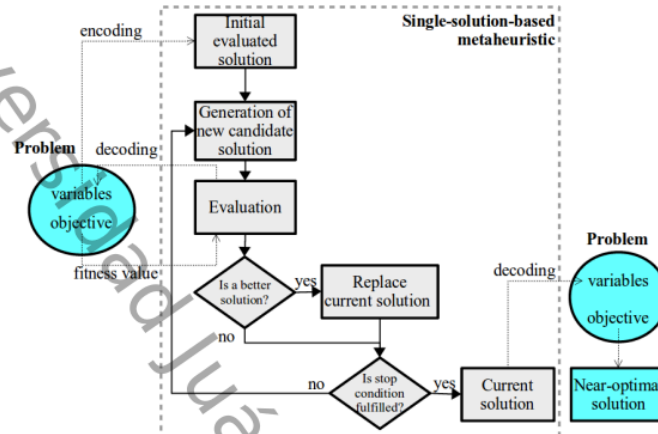 Single-solution-based
metaheuristic
encoding
Initial
evaluated
solution
Generation of
new candidate
solution
Problem
decoding
variables
objective
Evaluation
fitness value
Is a better
solution?
yes
Replace
current solution
no
Is stop
condition
fulfilled?
no
yes
Current
solution
decoding
Problem
variables
objective
Near-optima
solution
versidad Juá